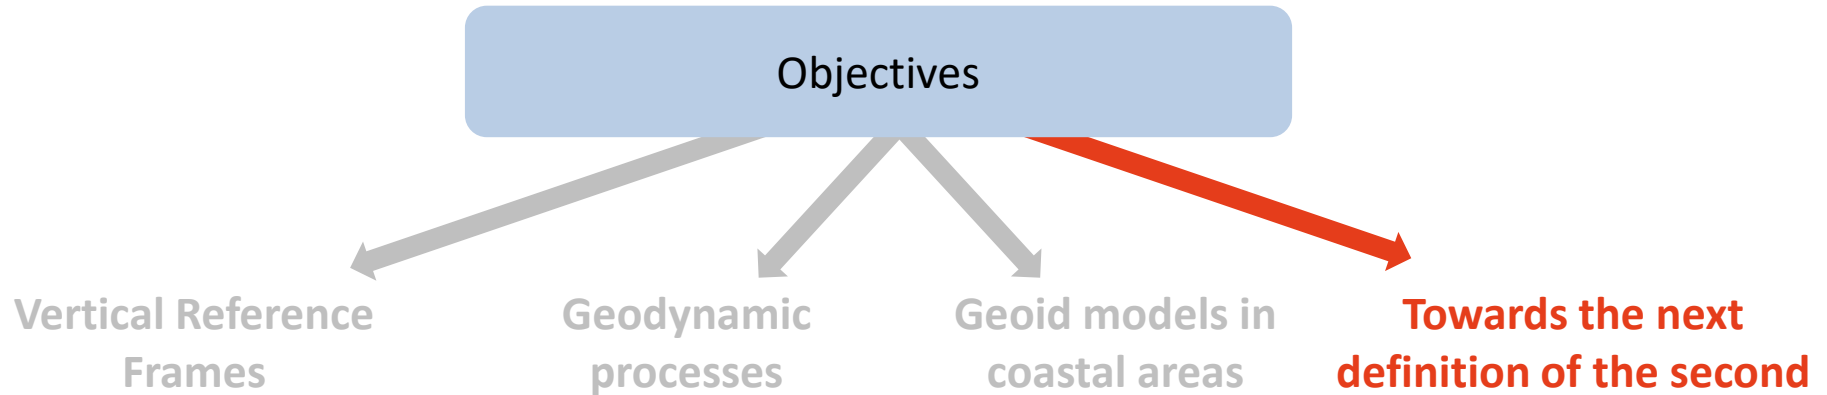 Objectives
Vertical Reference
Frames
Geodynamic
processes
Geoid models in
coastal areas
Towards the next
definition of the second